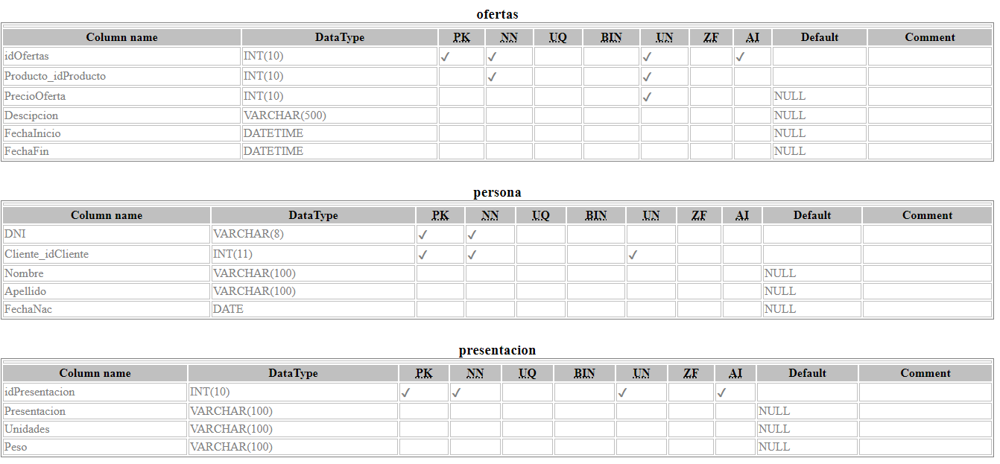 ofertas
Column name DataType PK NN UQ BIN UN ZF AI Default Comment
idOfertas INT(10) ✓ ✓ ✓ ✓
Producto_idProducto INT(10) ✓ ✓
PrecioOferta INT(10) ✓ NULL
Descipcion VARCHAR(500) NULL
FechaInicio DATETIME NULL
FechaFin DATETIME NULL
persona
Column name DataType PK NN UQ BIN UN ZF AI Default Comment
DNI VARCHAR(8) ✓ ✓
Cliente_idCliente INT(11) ✓ ✓ ✓
Nombre VARCHAR(100) NULL
Apellido VARCHAR(100) NULL
FechaNac DATE NULL
presentacion
Column name DataType PK NN UQ BIN UN ZF AI Default Comment
idPresentacion INT(10) ✓ ✓ ✓ ✓
Presentacion VARCHAR(100) NULL
Unidades VARCHAR(100) NULL
Peso VARCHAR(100) NULL